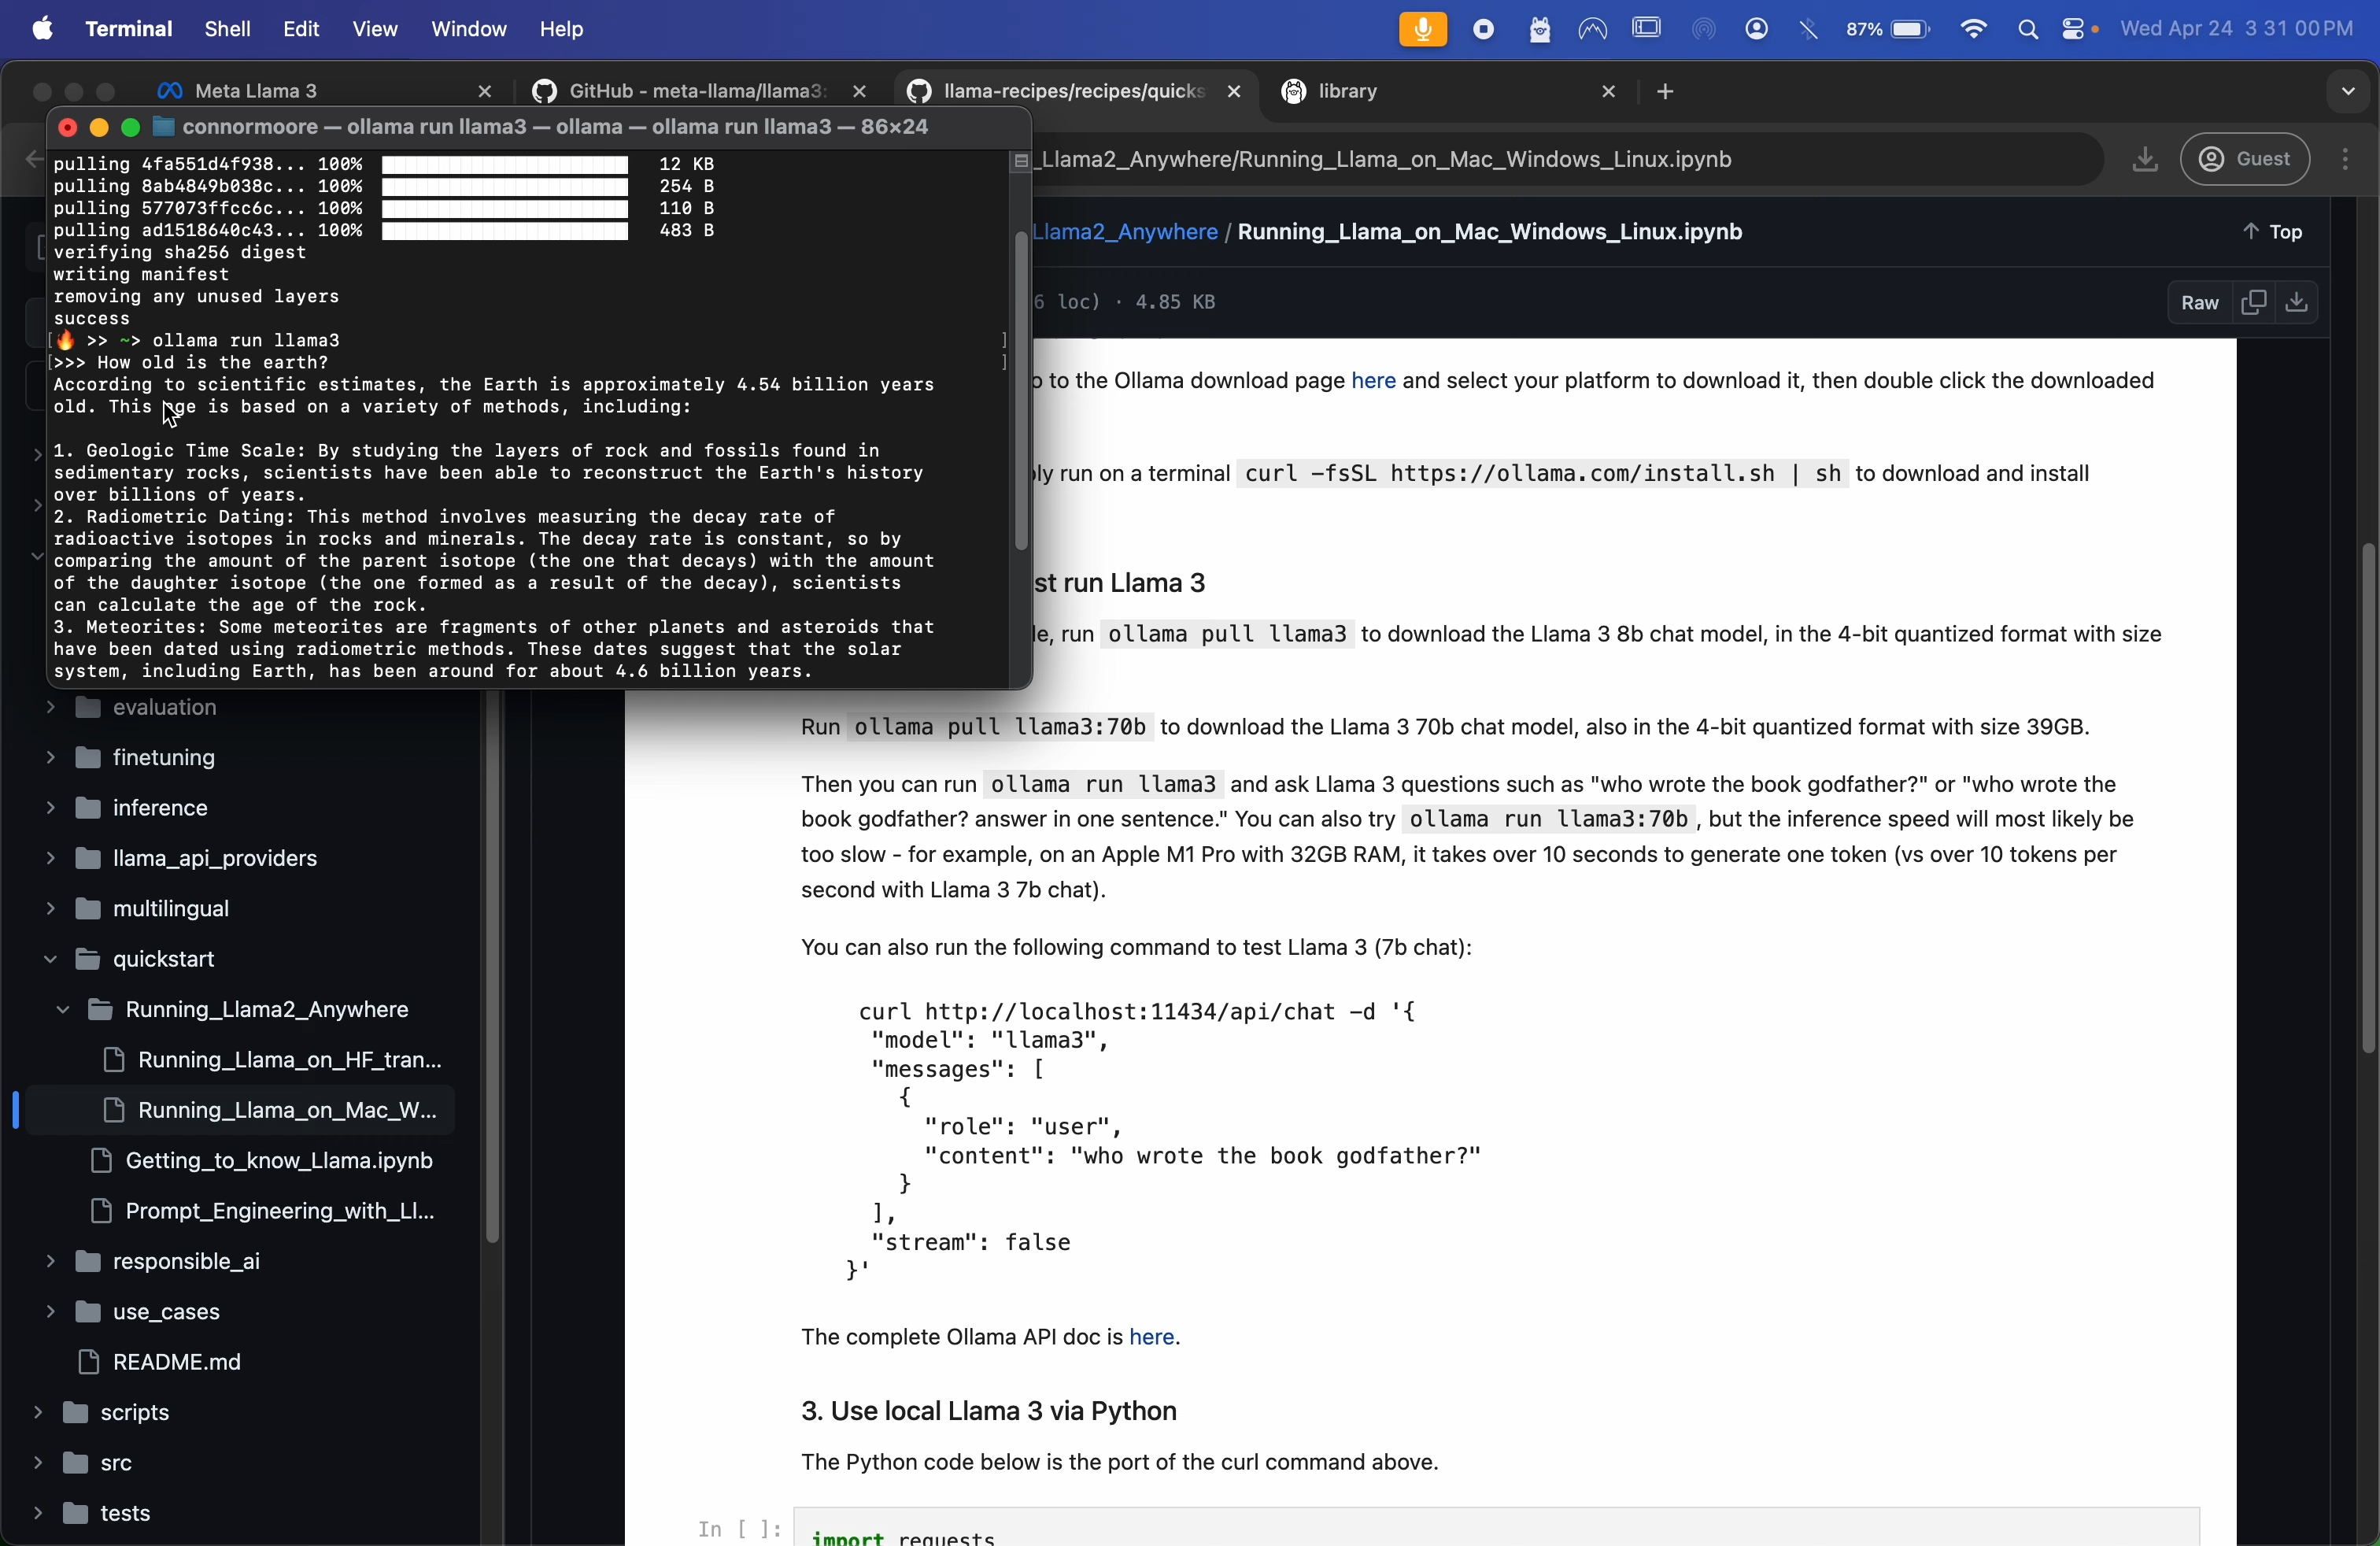 Terminal Shell Edit View Window Help
87% Wed Apr 24 3 31 00 PM
Meta Llama 3
GitHub - meta-llama/llama3:
llama-recipes/recipes/quicks
library
connormoore — ollama run llama3 — ollama — ollama run llama3 — 86×24
_Llama2_Anywhere/Running_Llama_on_Mac_Windows_Linux.ipynb
Guest
pulling 4fa551d4f938... 100% 12 KB
pulling 8ab4849b038c... 100% 254 B
pulling 577073ffcc6c... 100% 110 B
pulling ad1518640c43... 100% 483 B
verifying sha256 digest
writing manifest
removing any unused layers
success
[🔥 >> ~> ollama run llama3 ]
[>>> How old is the earth? ]
According to scientific estimates, the Earth is approximately 4.54 billion years
old. This age is based on a variety of methods, including:
1. Geologic Time Scale: By studying the layers of rock and fossils found in
sedimentary rocks, scientists have been able to reconstruct the Earth's history
over billions of years.
2. Radiometric Dating: This method involves measuring the decay rate of
radioactive isotopes in rocks and minerals. The decay rate is constant, so by
comparing the amount of the parent isotope (the one that decays) with the amount
of the daughter isotope (the one formed as a result of the decay), scientists
can calculate the age of the rock.
3. Meteorites: Some meteorites are fragments of other planets and asteroids that
have been dated using radiometric methods. These dates suggest that the solar
system, including Earth, has been around for about 4.6 billion years.
Llama2_Anywhere / Running_Llama_on_Mac_Windows_Linux.ipynb
Top
6 loc) · 4.85 KB
Raw
to the Ollama download page here and select your platform to download it, then double click the downloaded
ly run on a terminal curl -fsSL https://ollama.com/install.sh | sh to download and install
st run Llama 3
le, run ollama pull llama3 to download the Llama 3 8b chat model, in the 4-bit quantized format with size
Run ollama pull llama3:70b to download the Llama 3 70b chat model, also in the 4-bit quantized format with size 39GB.
Then you can run ollama run llama3 and ask Llama 3 questions such as "who wrote the book godfather?" or "who wrote the
book godfather? answer in one sentence." You can also try ollama run llama3:70b , but the inference speed will most likely be
too slow - for example, on an Apple M1 Pro with 32GB RAM, it takes over 10 seconds to generate one token (vs over 10 tokens per
second with Llama 3 7b chat).
You can also run the following command to test Llama 3 (7b chat):
curl http://localhost:11434/api/chat -d '{
"model": "llama3",
"messages": [
{
"role": "user",
"content": "who wrote the book godfather?"
}
],
"stream": false
}'
The complete Ollama API doc is here.
3. Use local Llama 3 via Python
The Python code below is the port of the curl command above.
In [ ]: import requests
evaluation
finetuning
inference
llama_api_providers
multilingual
quickstart
Running_Llama2_Anywhere
Running_Llama_on_HF_tran...
Running_Llama_on_Mac_W...
Getting_to_know_Llama.ipynb
Prompt_Engineering_with_Ll...
responsible_ai
use_cases
README.md
scripts
src
tests